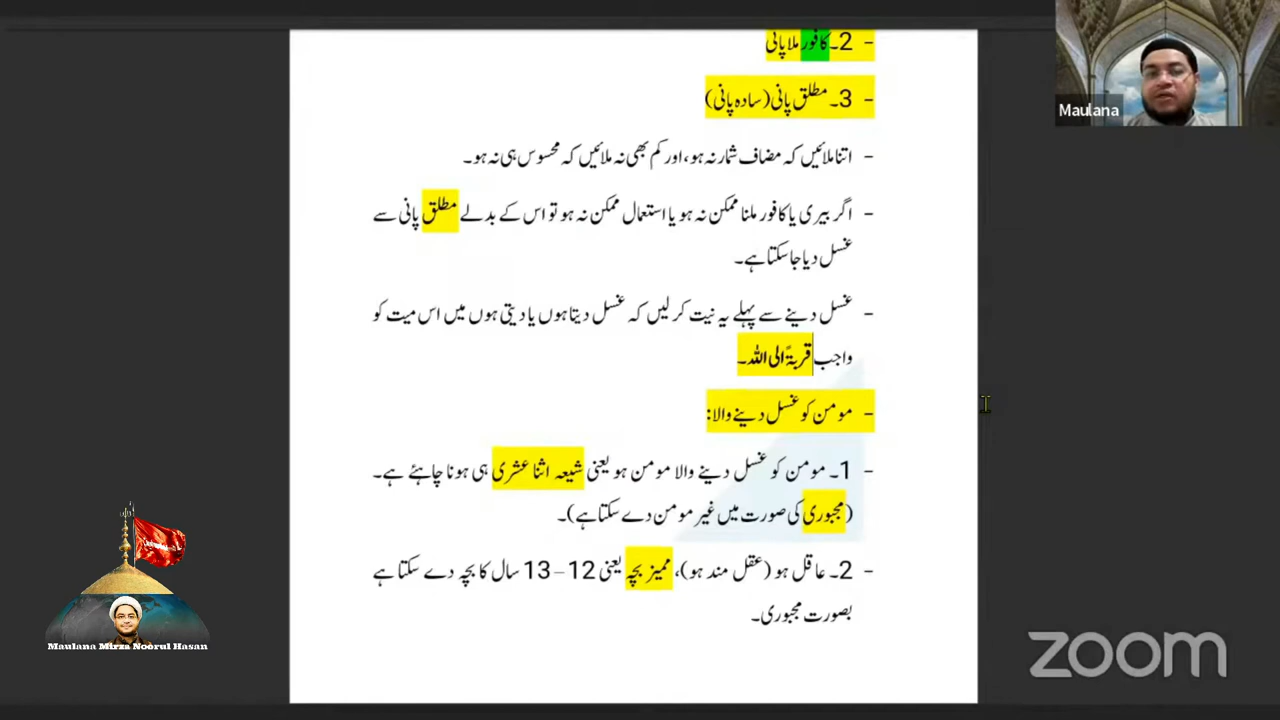 - 2۔ کافور ملا پانی
- 3۔ مطلق پانی (سادہ پانی)
- اتنا ملائیں کہ مضاف شمار نہ ہو، اور کم بھی نہ ملائیں کہ محسوس ہی نہ ہو۔
- اگر بیری یا کافور ملنا ممکن نہ ہو یا استعمال ممکن نہ ہو تو اس کے بدلے مطلق پانی سے
غسل دیا جا سکتا ہے۔
- غسل دینے سے پہلے یہ نیت کر لیں کہ غسل دیتا ہوں یا دیتی ہوں میں اس میت کو
واجب قربۃً الی اللہ۔
- مومن کو غسل دینے والا:
- 1۔ مومن کو غسل دینے والا مومن ہو یعنی شیعہ اثنا عشری ہی ہونا چاہئے ہے۔
(مجبوری کی صورت میں غیر مومن دے سکتا ہے)۔
- 2۔ عاقل ہو (عقل مند ہو)، ممیز بچہ یعنی 12–13 سال کا بچہ دے سکتا ہے
بصورت مجبوری۔
Maulana
Maulana Mirza Noorul Hasan
zoom